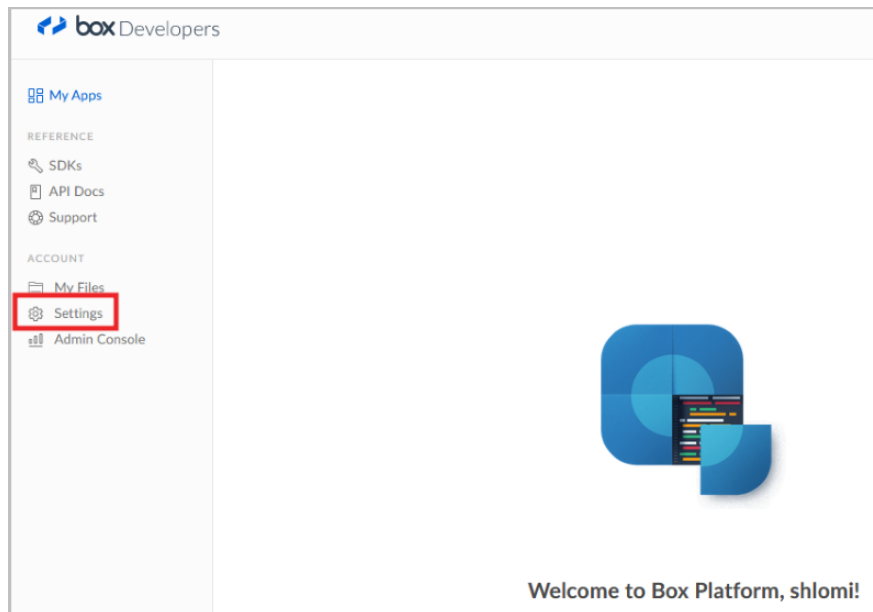 box Developers
My Apps
REFERENCE
SDKs
API Docs
Support
ACCOUNT
My Files
Settings
Admin Console
Welcome to Box Platform, shlomi!